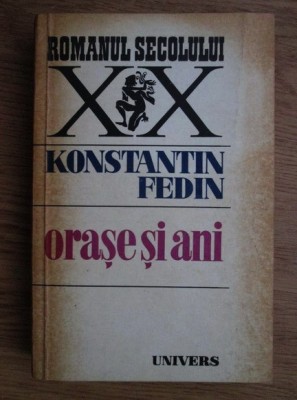 ROMANUL SECOLULUI
XX
KONSTANTIN
FEDIN
orașe și ani
UNIVERS